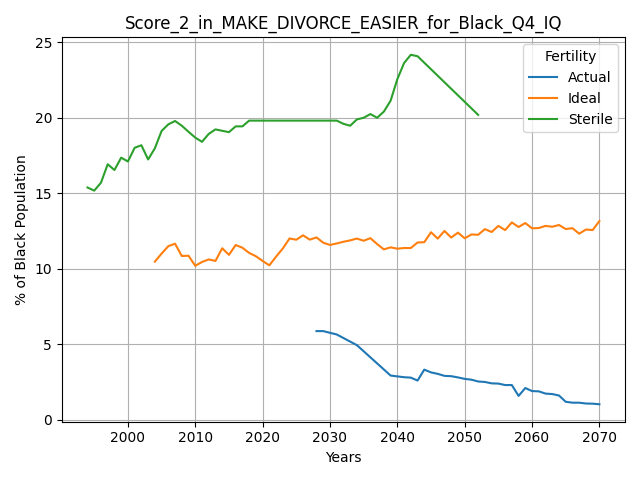 Score_2_in_MAKE_DIVORCE_EASIER_for_Black_Q4_IQ
Fertility
Actual
Ideal
Sterile
% of Black Population
25
20
15
10
5
0
2000 2010 2020 2030 2040 2050 2060 2070
Years